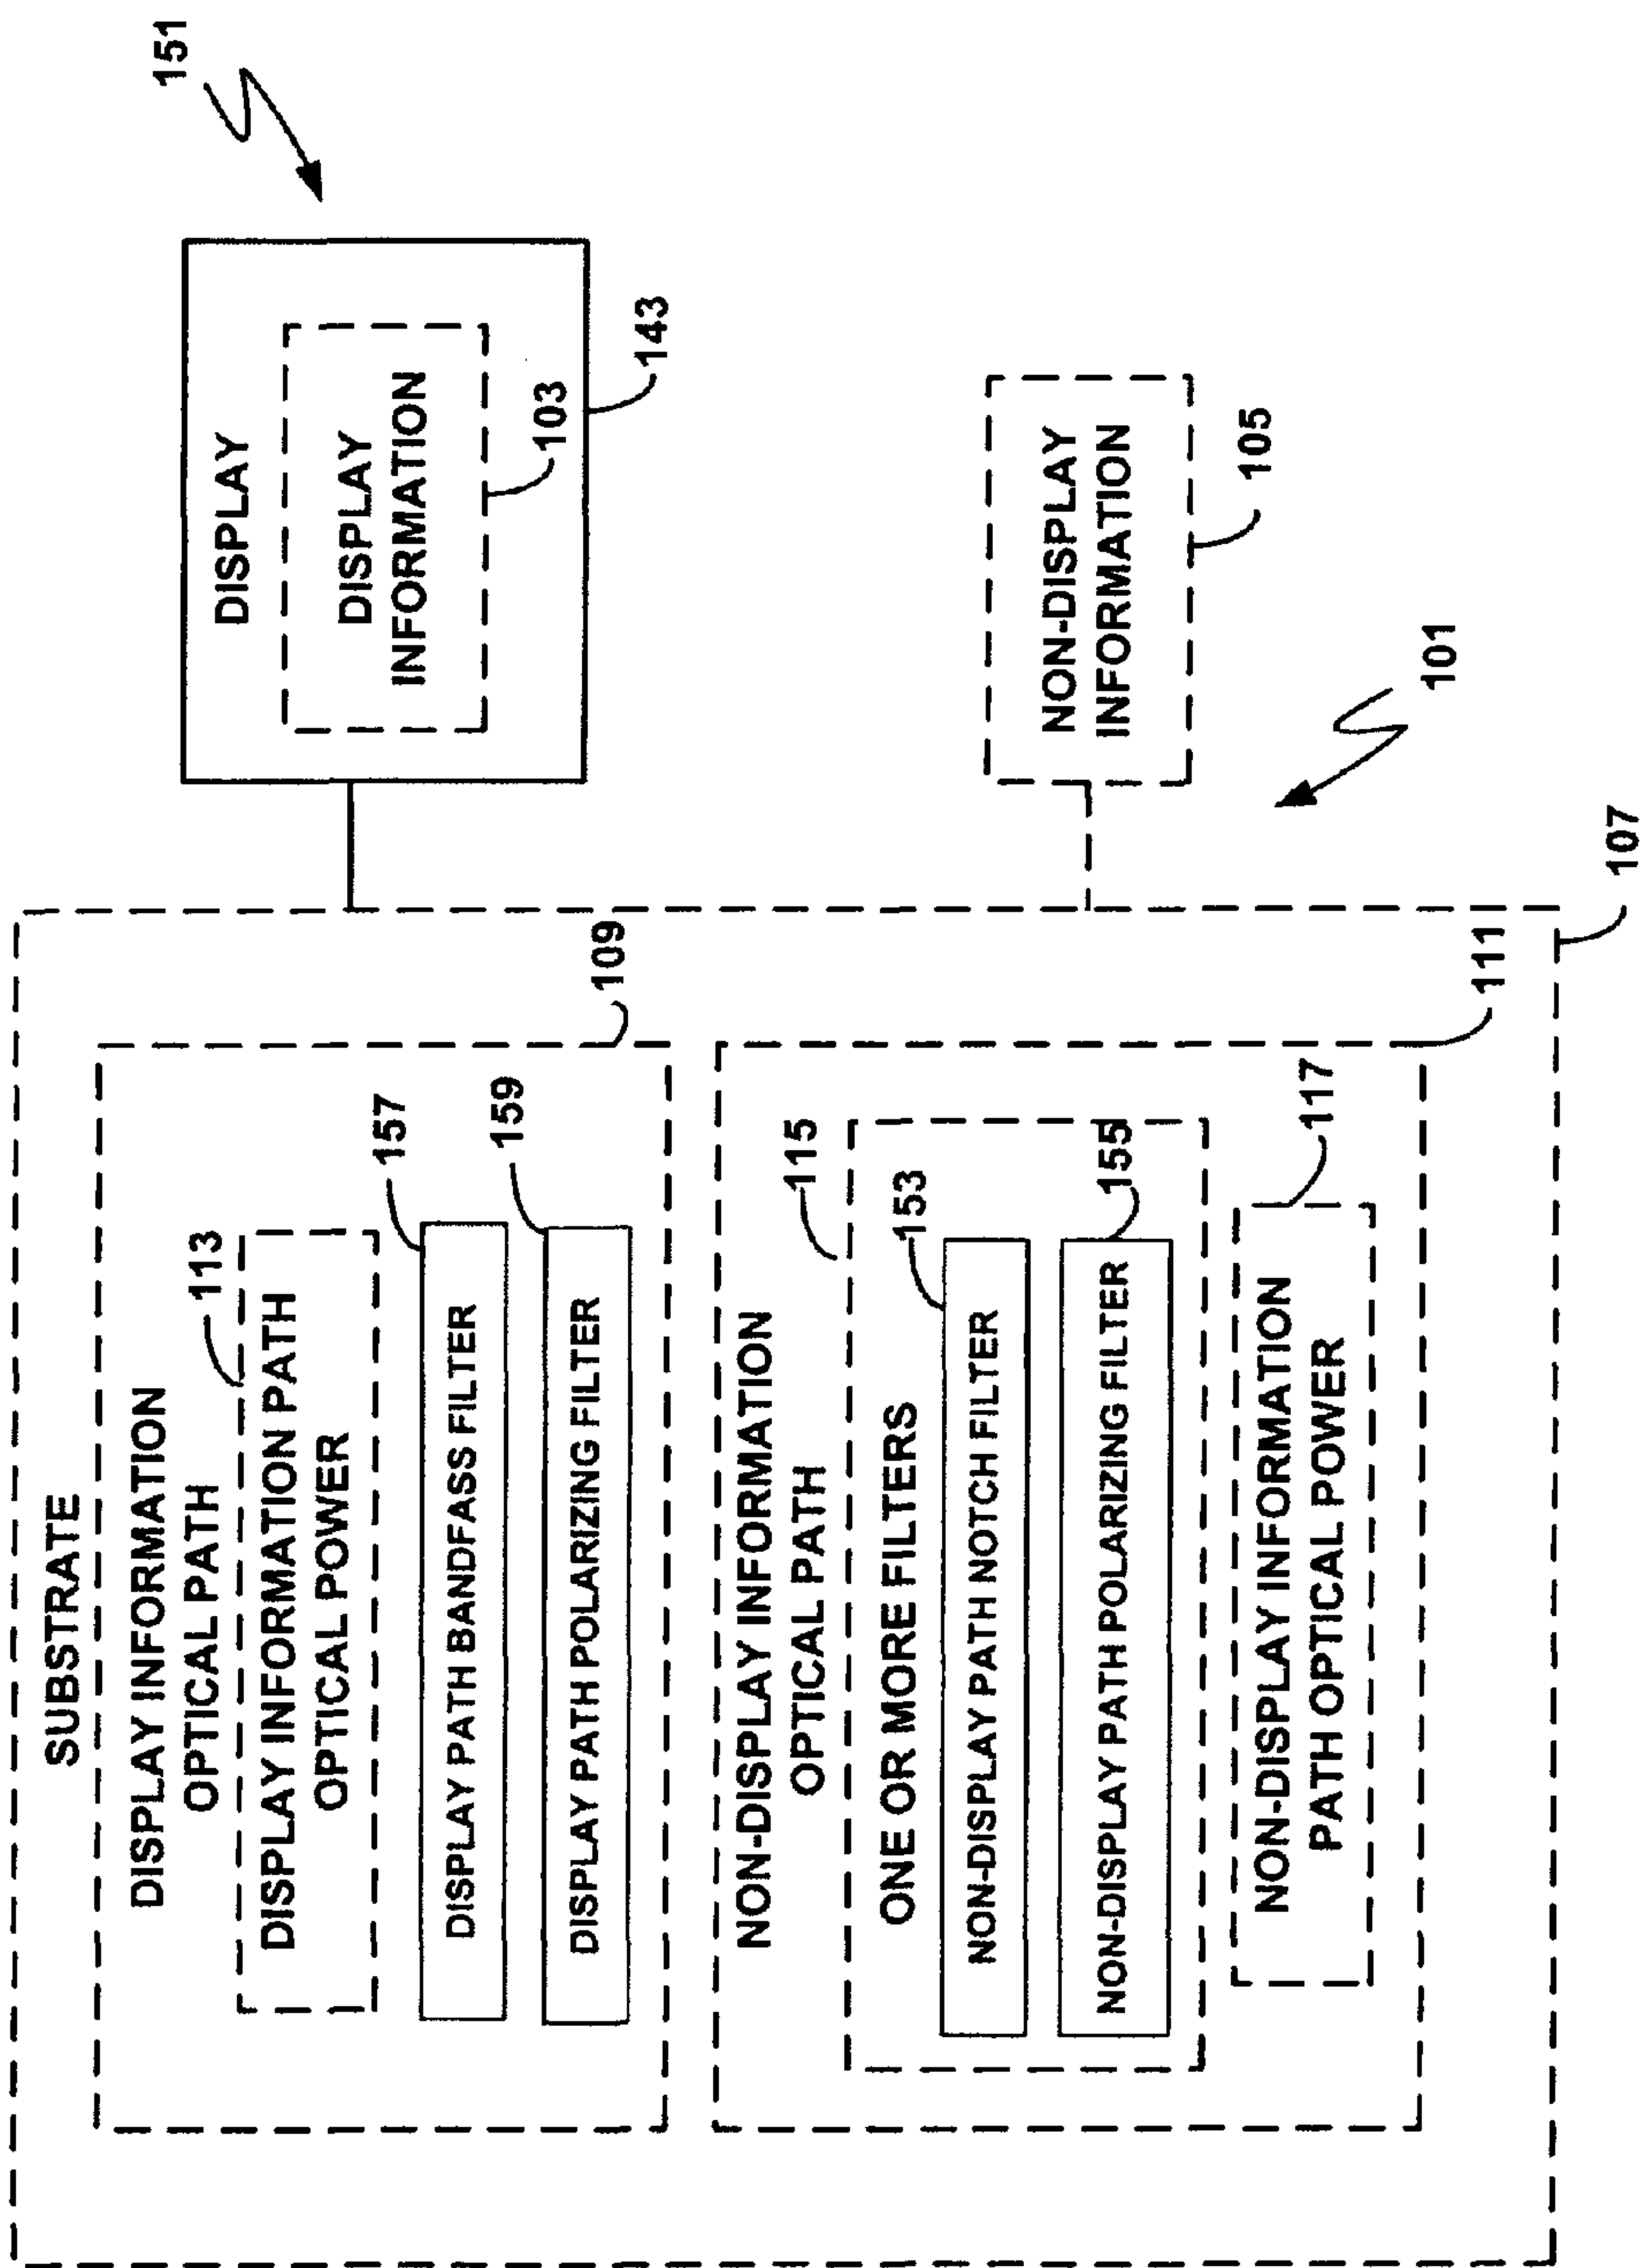 151
DISPLAY
DISPLAY
INFORMATION
103
143
NON-DISPLAY
INFORMATION
105
101
107
SUBSTRATE
109
DISPLAY INFORMATION
OPTICAL PATH
113
DISPLAY INFORMATION PATH
OPTICAL POWER
157
DISPLAY PATH BANDFASS FILTER
159
DISPLAY PATH POLARIZING FILTER
111
NON-DISPLAY INFORMATION
OPTICAL PATH
115
ONE OR MORE FILTERS
153
NON-DISPLAY PATH NOTCH FILTER
155
NON-DISPLAY PATH POLARIZING FILTER
117
NON-DISPLAY INFORMATION
PATH OPTICAL POWER